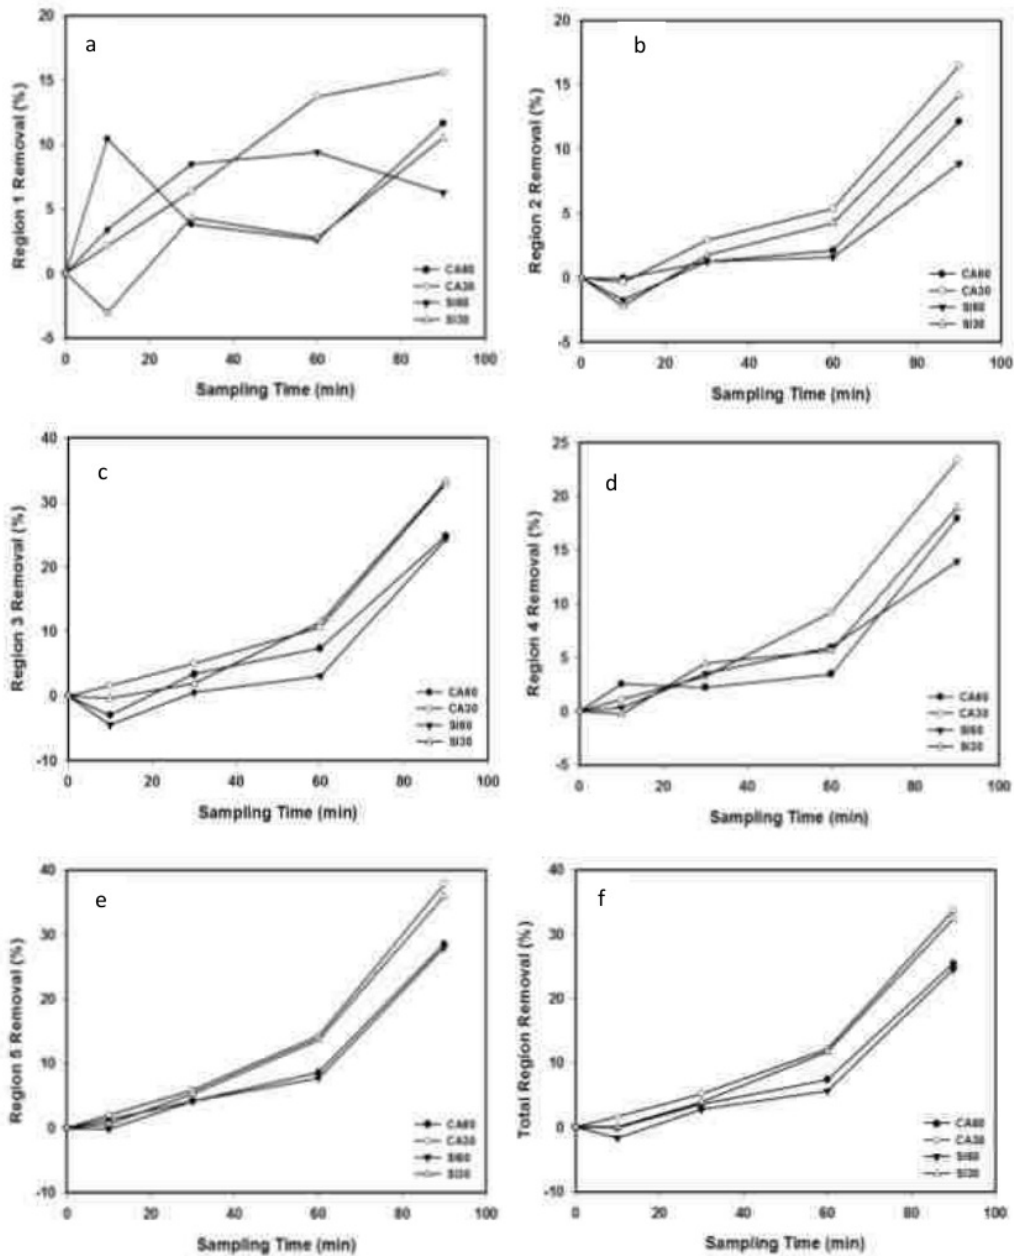 a
Region 1 Removal (%)
20
15
10
5
0
-5
CA60
CA30
SI60
SI30
0 20 40 60 80 100
Sampling Time (min)
b
Region 2 Removal (%)
20
15
10
5
0
-5
CA60
CA30
SI60
SI30
0 20 40 60 80 100
Sampling Time (min)
c
Region 3 Removal (%)
40
30
20
10
0
-10
CA60
CA30
SI60
SI30
0 20 40 60 80 100
Sampling Time (min)
d
Region 4 Removal (%)
25
20
15
10
5
0
-5
CA60
CA30
SI60
SI30
0 20 40 60 80 100
Sampling Time (min)
e
Region 5 Removal (%)
40
30
20
10
0
-10
CA60
CA30
SI60
SI30
0 20 40 60 80 100
Sampling Time (min)
f
Total Region Removal (%)
40
30
20
10
0
-10
CA60
CA30
SI60
SI30
0 20 40 60 80 100
Sampling Time (min)